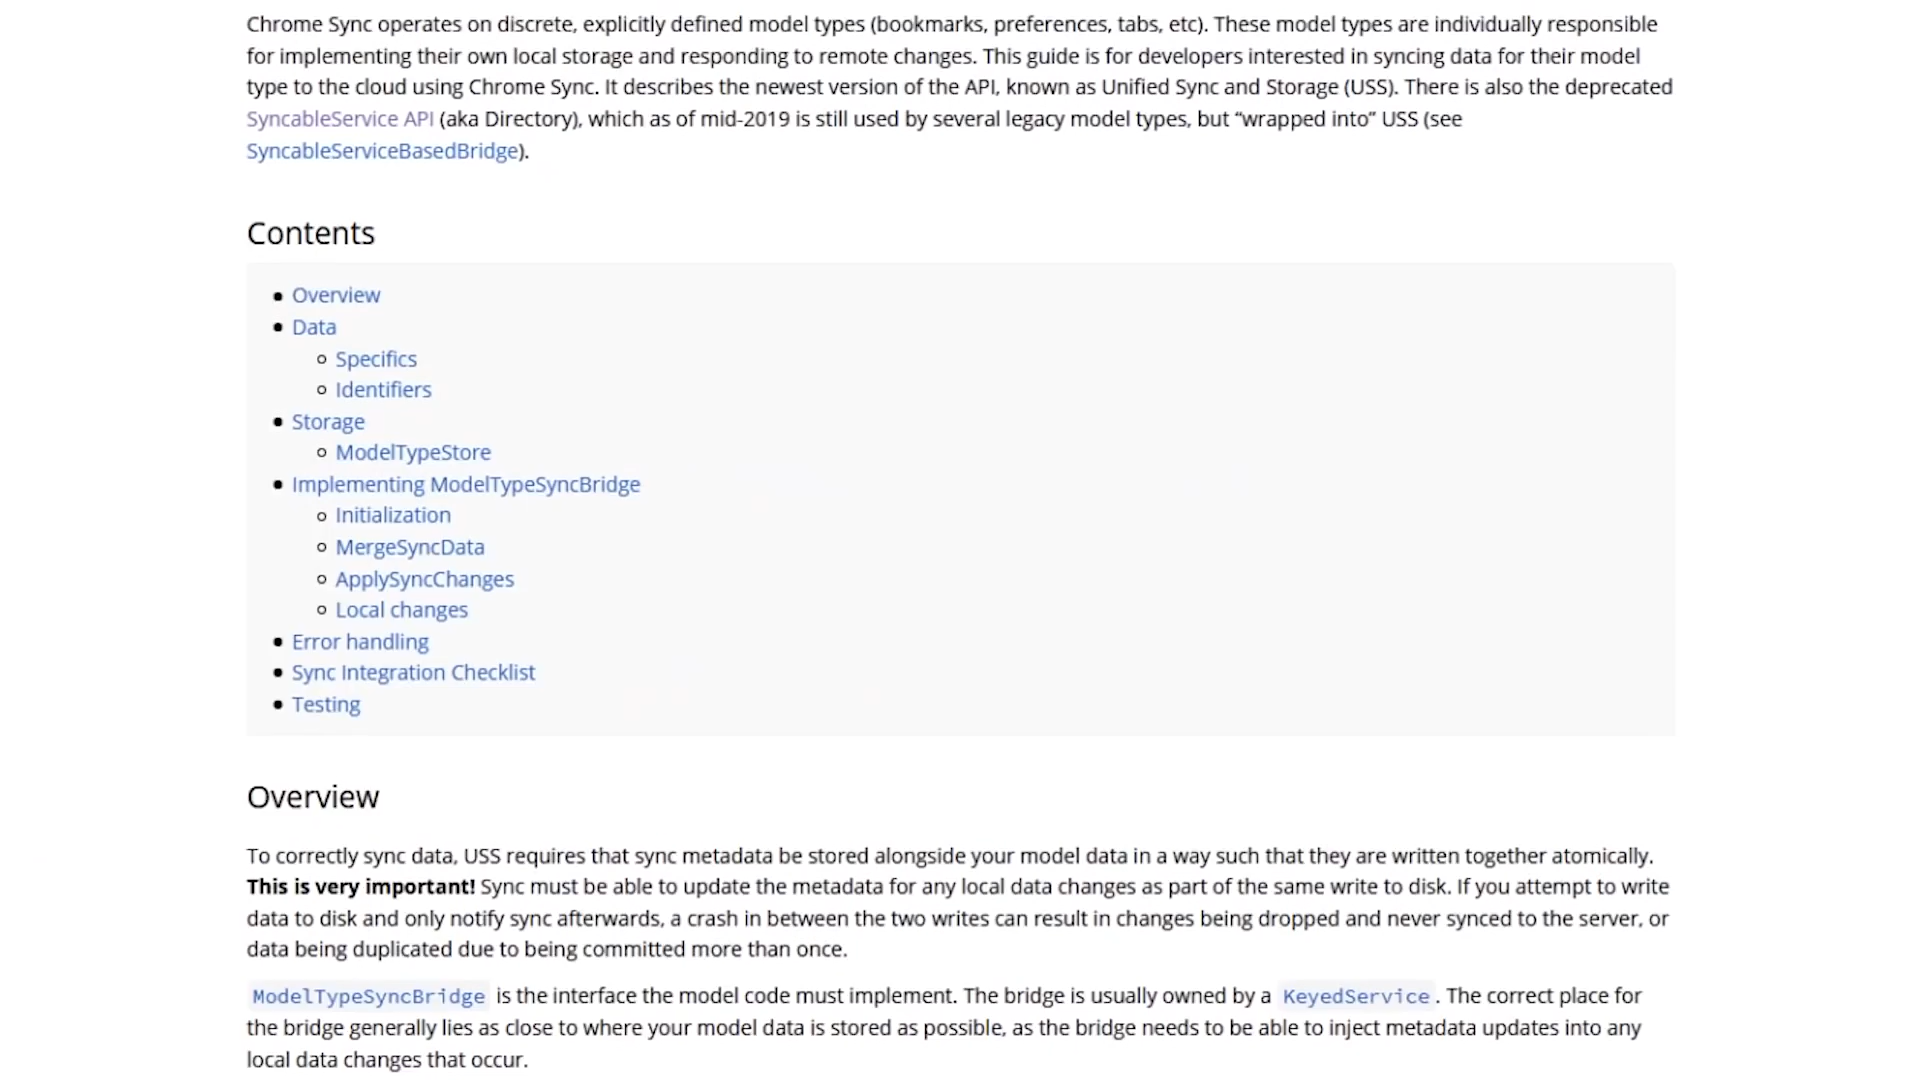 Chrome Sync operates on discrete, explicitly defined model types (bookmarks, preferences, tabs, etc). These model types are individually responsible
for implementing their own local storage and responding to remote changes. This guide is for developers interested in syncing data for their model
type to the cloud using Chrome Sync. It describes the newest version of the API, known as Unified Sync and Storage (USS). There is also the deprecated
SyncableService API (aka Directory), which as of mid-2019 is still used by several legacy model types, but “wrapped into” USS (see
SyncableServiceBasedBridge).
Contents
Overview
Data
Specifics
Identifiers
Storage
ModelTypeStore
Implementing ModelTypeSyncBridge
Initialization
MergeSyncData
ApplySyncChanges
Local changes
Error handling
Sync Integration Checklist
Testing
Overview
To correctly sync data, USS requires that sync metadata be stored alongside your model data in a way such that they are written together atomically.
This is very important! Sync must be able to update the metadata for any local data changes as part of the same write to disk. If you attempt to write
data to disk and only notify sync afterwards, a crash in between the two writes can result in changes being dropped and never synced to the server, or
data being duplicated due to being committed more than once.
ModelTypeSyncBridge is the interface the model code must implement. The bridge is usually owned by a KeyedService. The correct place for
the bridge generally lies as close to where your model data is stored as possible, as the bridge needs to be able to inject metadata updates into any
local data changes that occur.